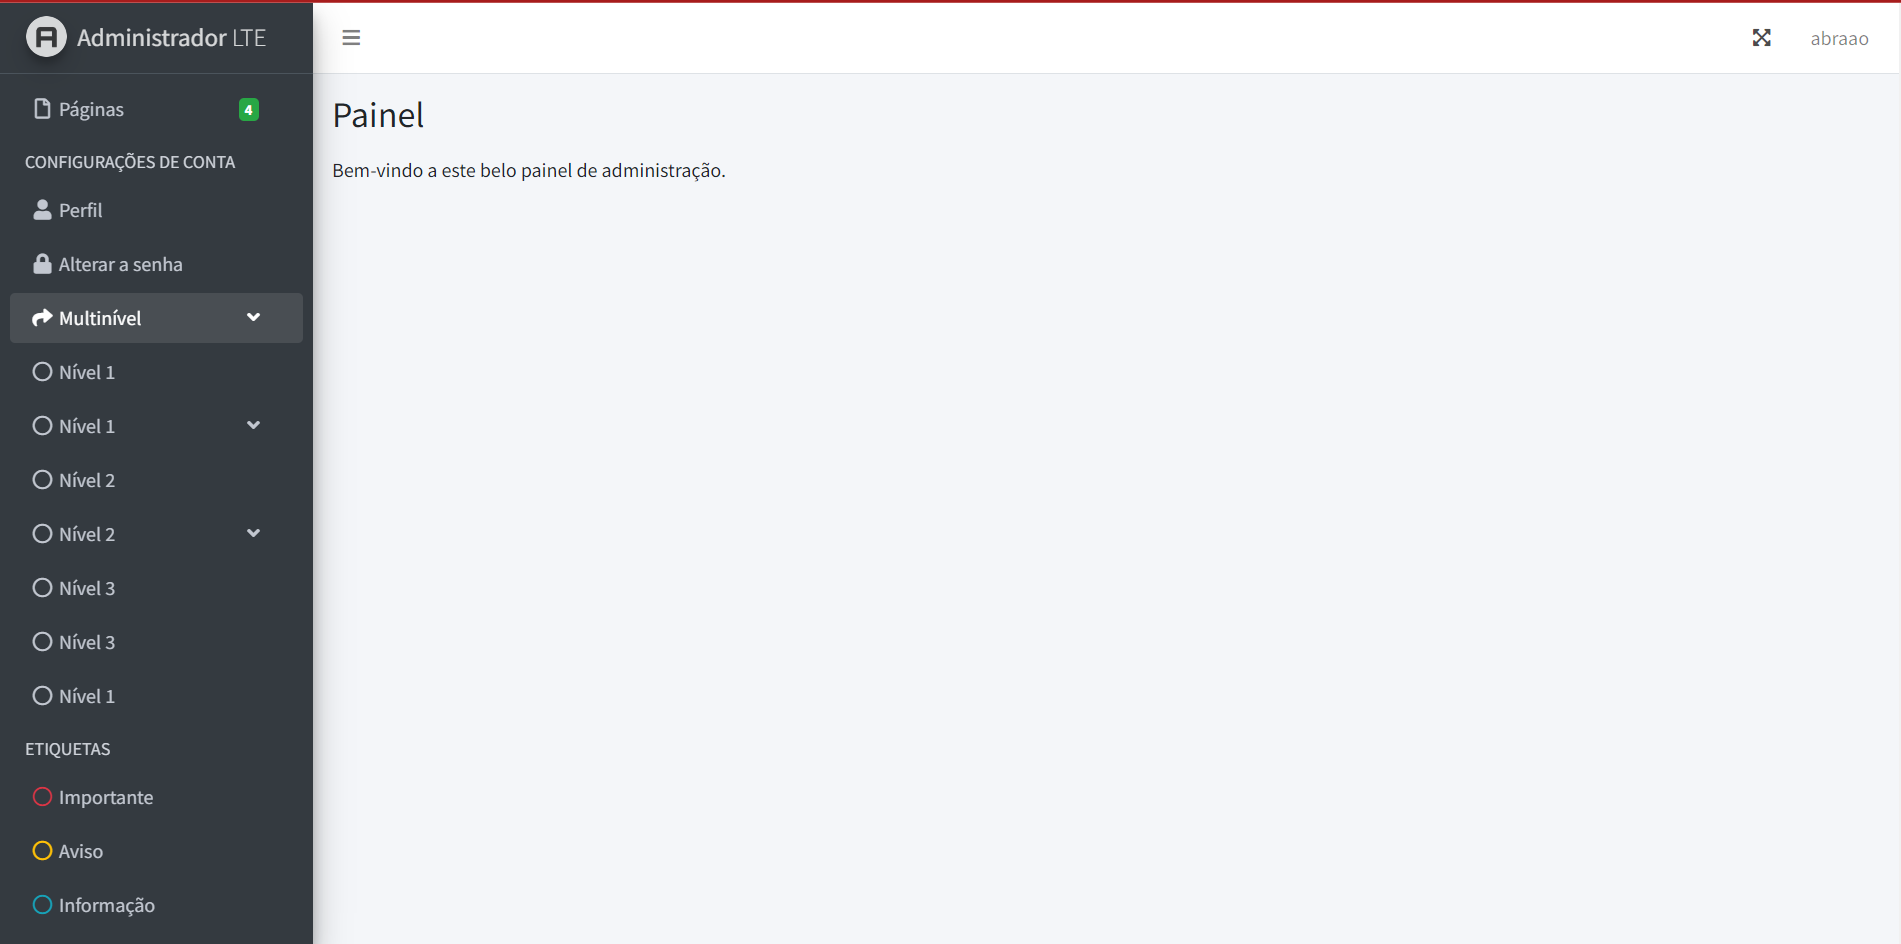 Administrador LTE
abraao
Páginas 4
CONFIGURAÇÕES DE CONTA
Perfil
Alterar a senha
Multinível
Nível 1
Nível 1
Nível 2
Nível 2
Nível 3
Nível 3
Nível 1
ETIQUETAS
Importante
Aviso
Informação
Painel
Bem-vindo a este belo painel de administração.